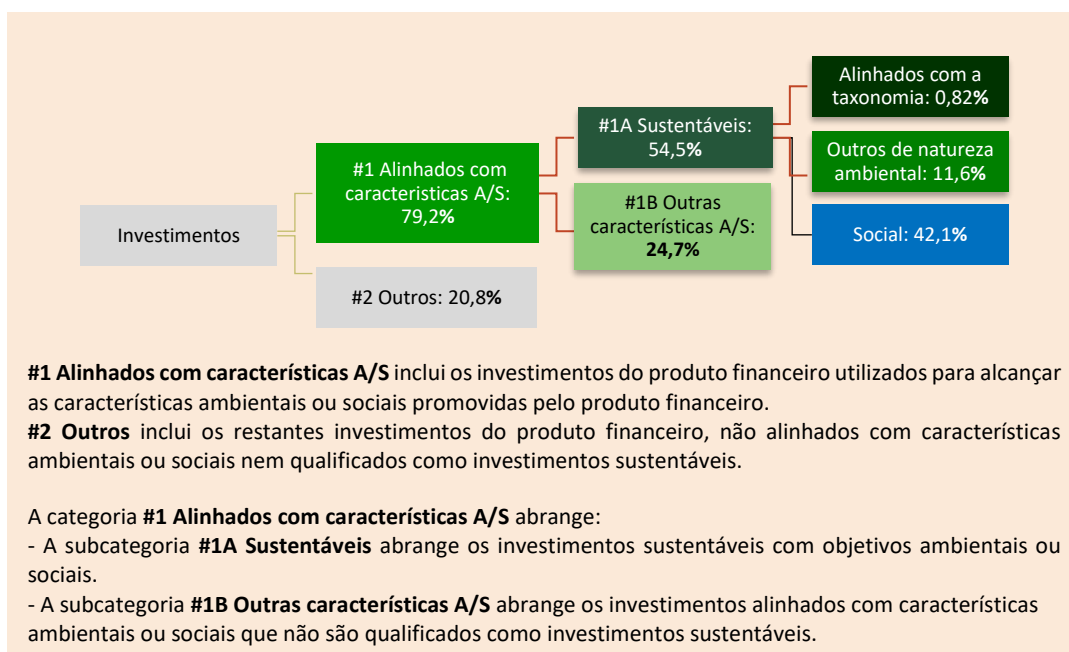 Investimentos
#1 Alinhados com
caracteristicas A/S:
79,2%
#2 Outros: 20,8%
#1A Sustentáveis:
54,5%
#1B Outras
características A/S:
24,7%
Alinhados com a
taxonomia: 0,82%
Outros de natureza
ambiental: 11,6%
Social: 42,1%
#1 Alinhados com características A/S inclui os investimentos do produto financeiro utilizados para alcançar
as características ambientais ou sociais promovidas pelo produto financeiro.
#2 Outros inclui os restantes investimentos do produto financeiro, não alinhados com características
ambientais ou sociais nem qualificados como investimentos sustentáveis.
A categoria #1 Alinhados com características A/S abrange:
- A subcategoria #1A Sustentáveis abrange os investimentos sustentáveis com objetivos ambientais ou
sociais.
- A subcategoria #1B Outras características A/S abrange os investimentos alinhados com características
ambientais ou sociais que não são qualificados como investimentos sustentáveis.